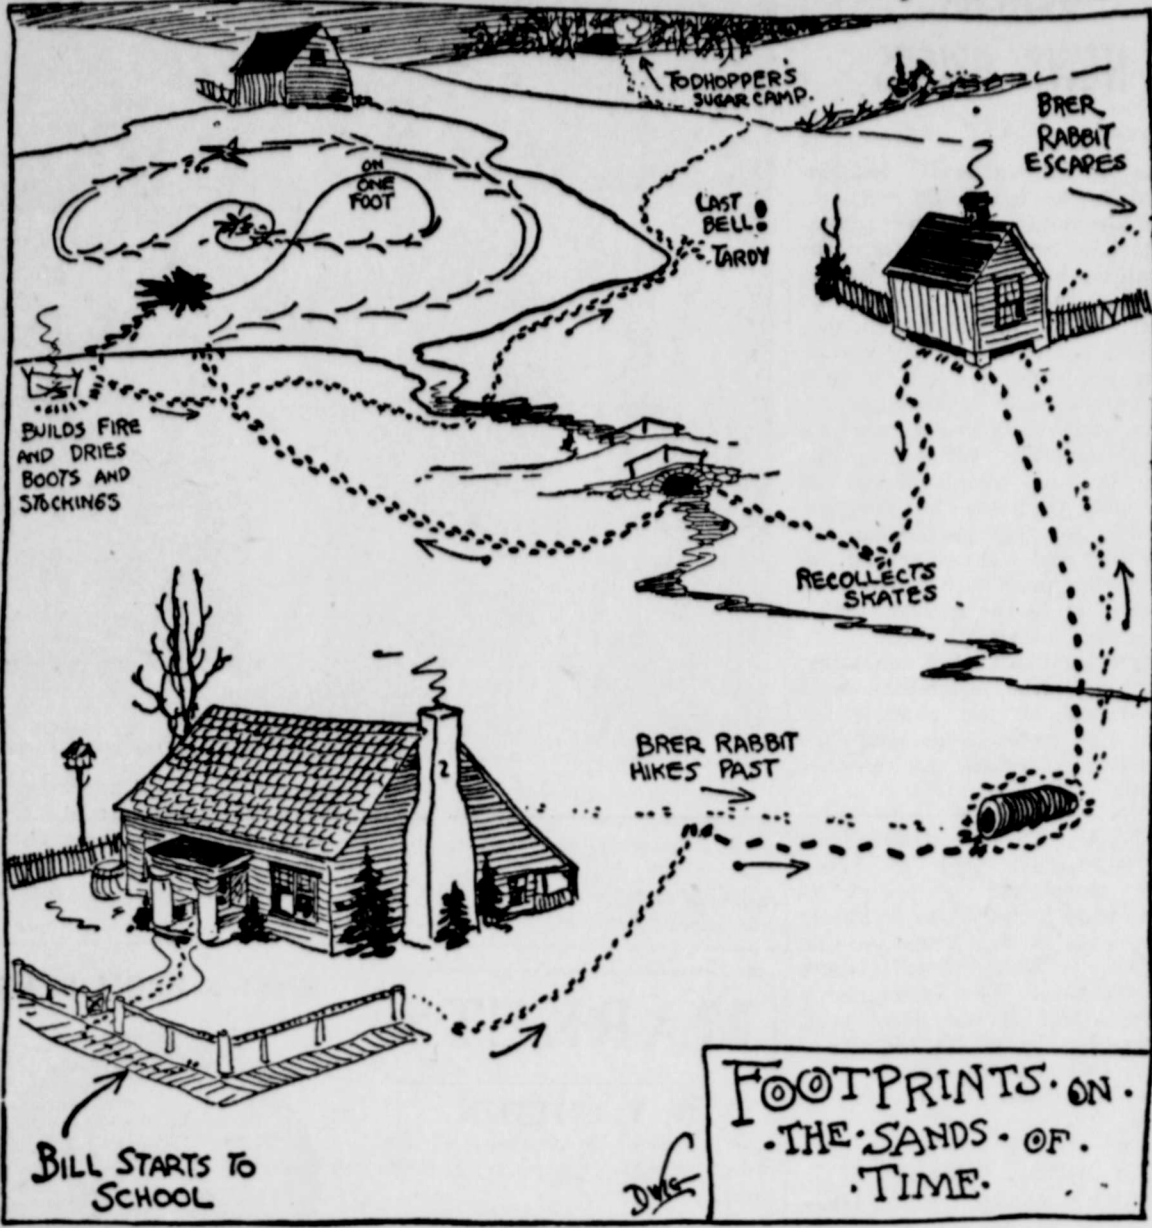 TODHOPPER'S
SUGAR CAMP.
BRER
RABBIT
ESCAPES
ON
ONE
FOOT
LAST
BELL!
TARDY
BUILDS FIRE
AND DRIES
BOOTS AND
STOCKINGS
RECOLLECTS
SKATES
BRER RABBIT
HIKES PAST
BILL STARTS TO
SCHOOL
DWIG
FOOTPRINTS · ON ·
· THE · SANDS · OF ·
· TIME ·